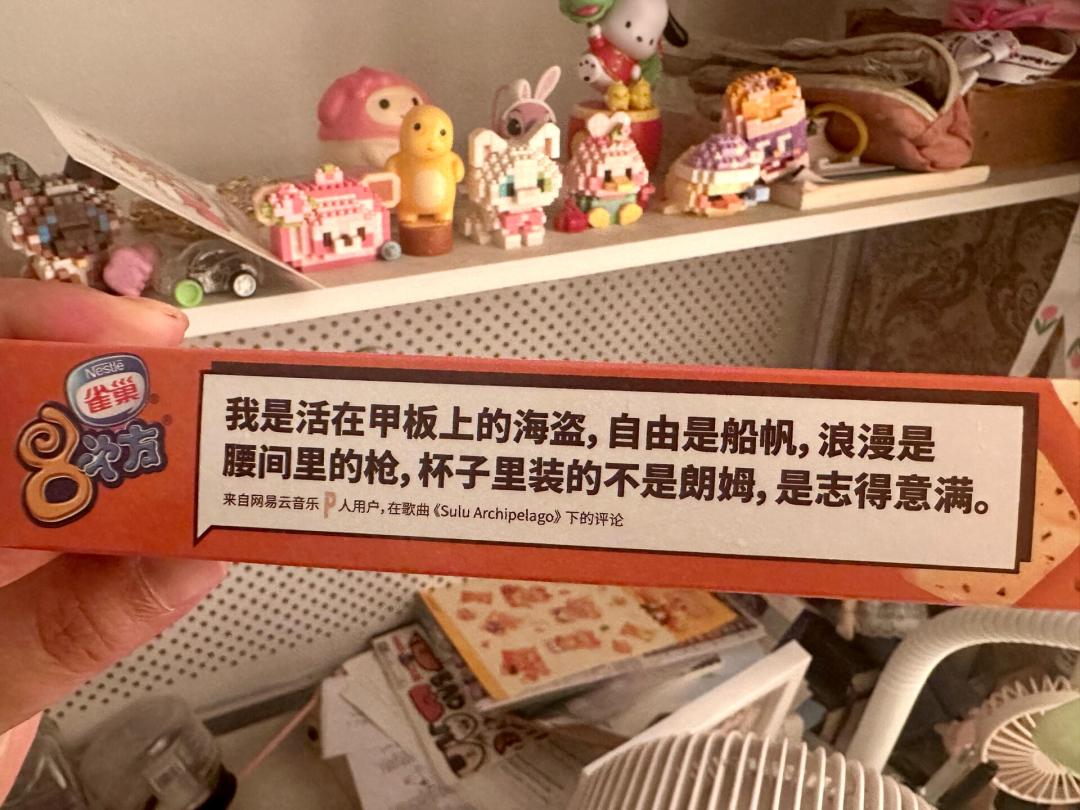 Nestlé
雀巢
8次方
我是活在甲板上的海盗，自由是船帆，浪漫是
腰间里的枪，杯子里装的不是朗姆，是志得意满。
来自网易云音乐 P人用户，在歌曲《Sulu Archipelago》下的评论